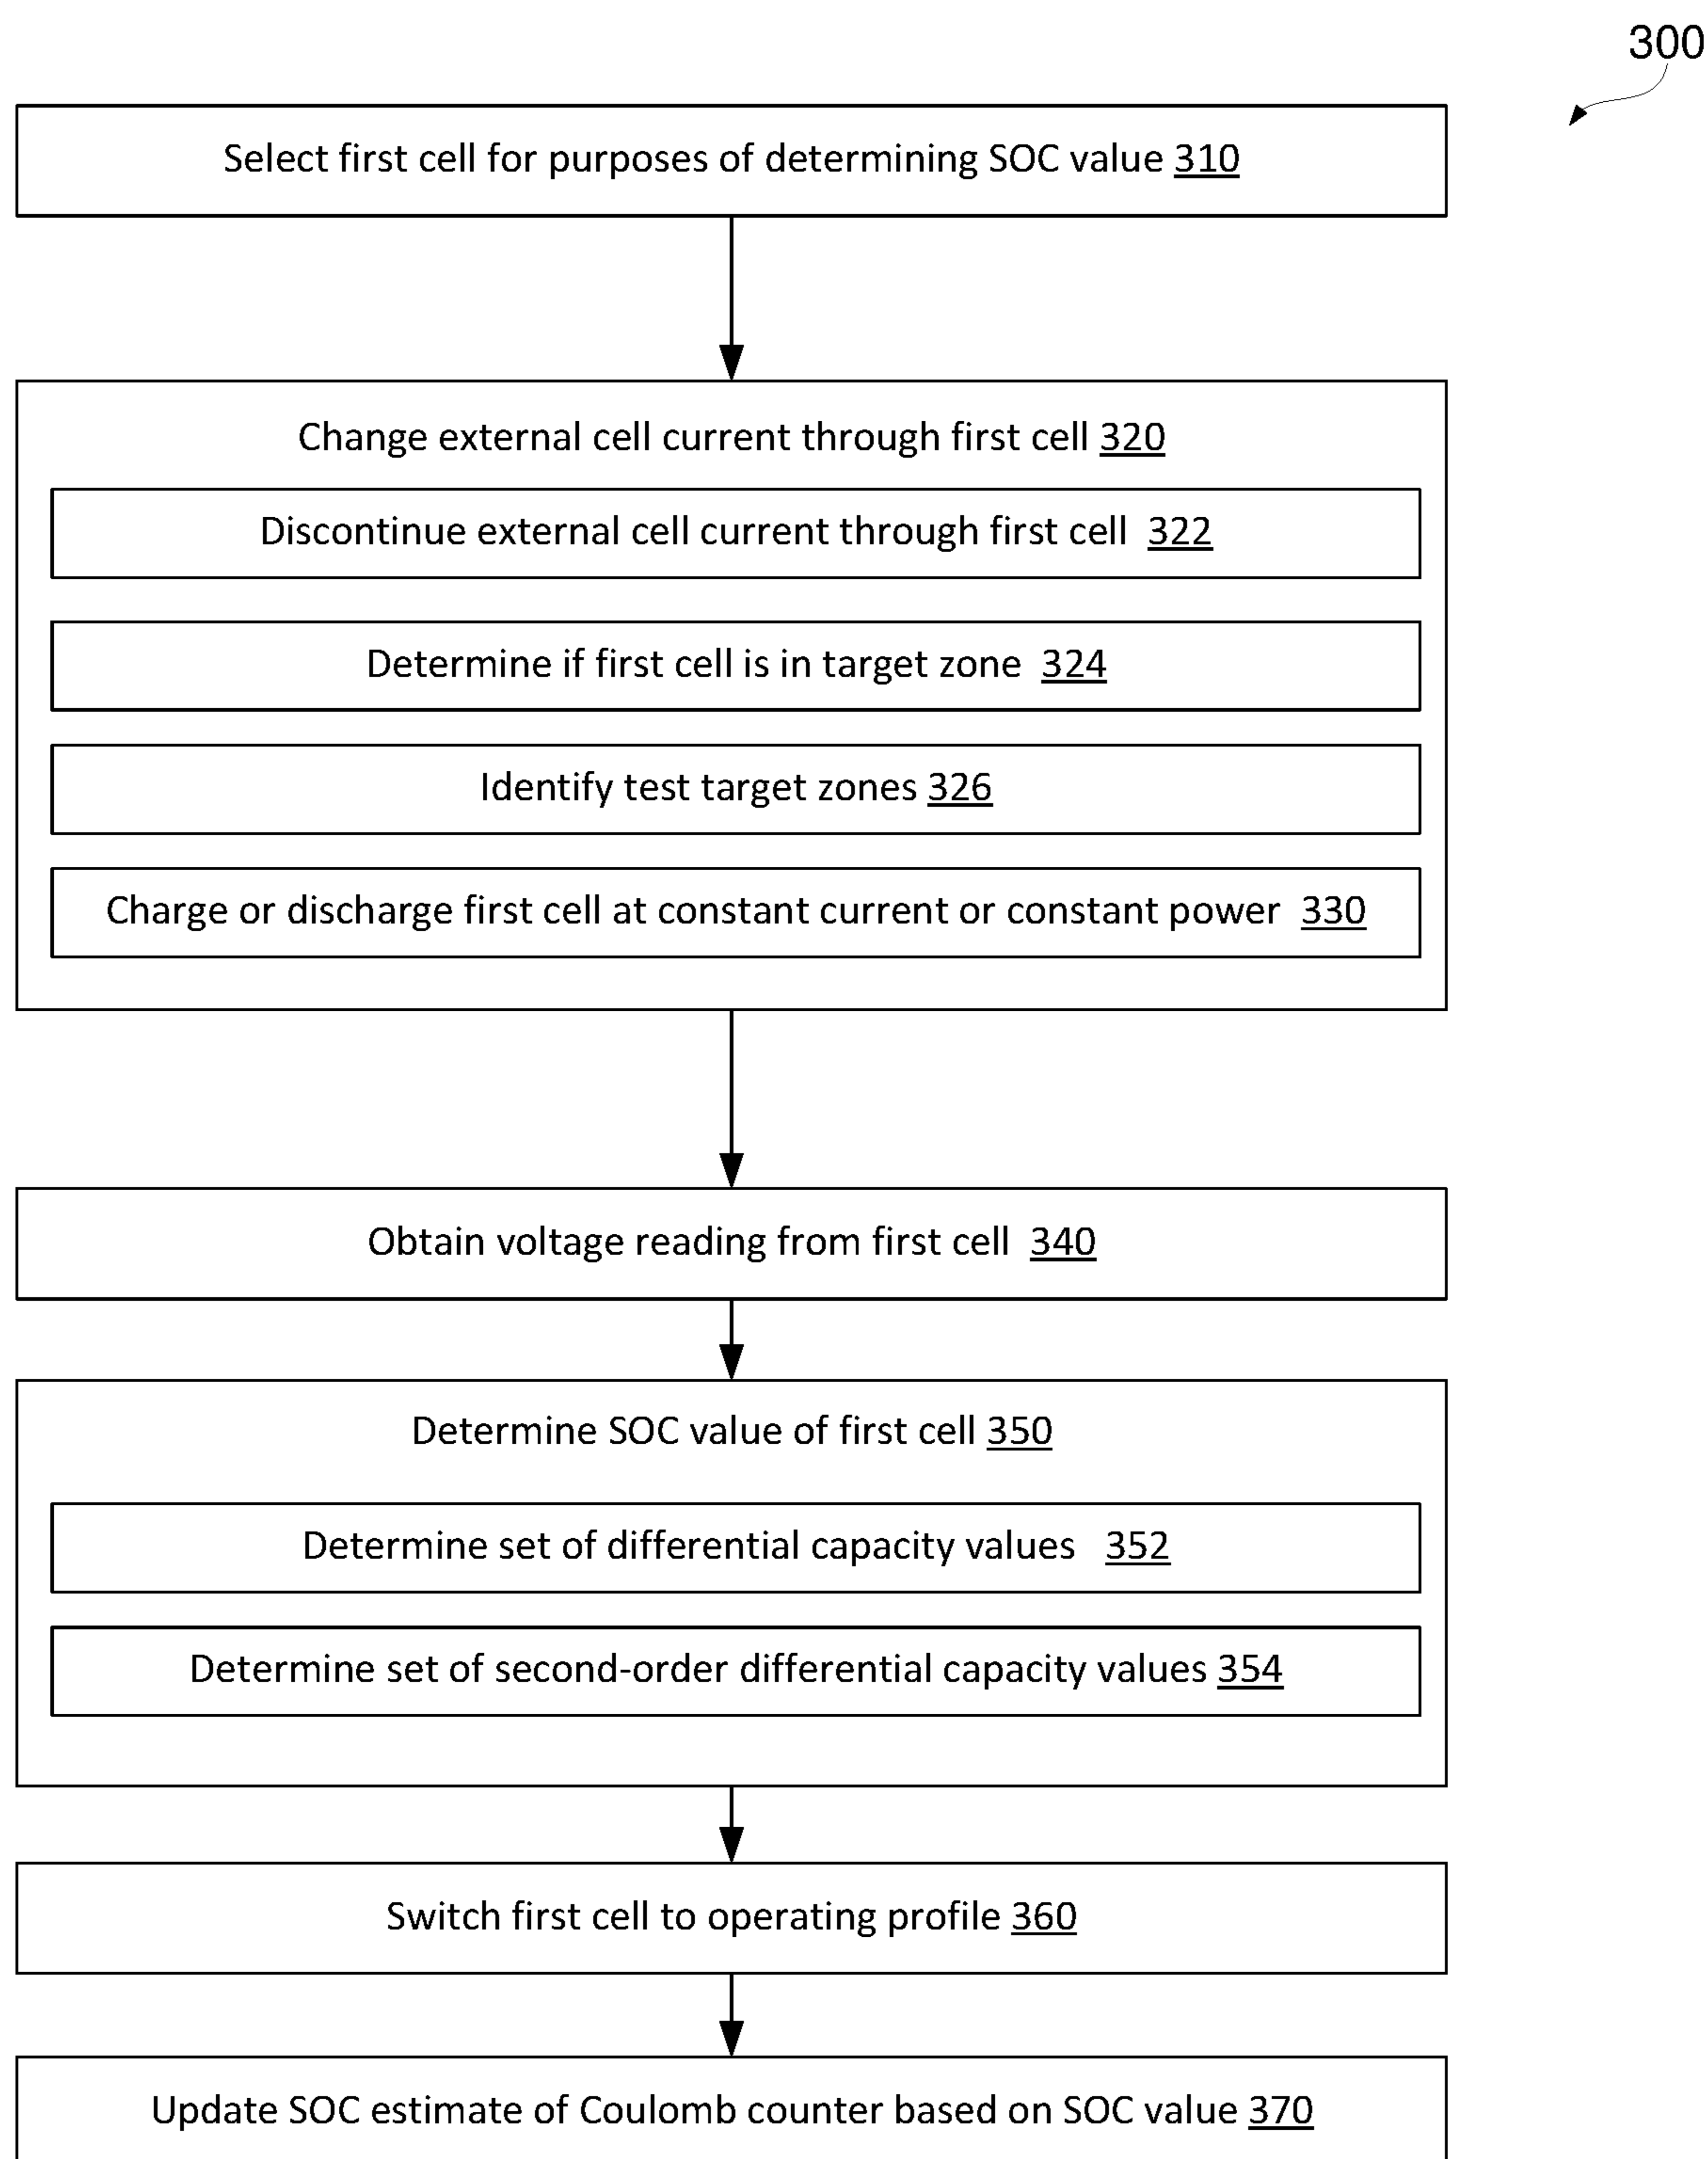 300
Select first cell for purposes of determining SOC value 310
Change external cell current through first cell 320
Discontinue external cell current through first cell 322
Determine if first cell is in target zone 324
Identify test target zones 326
Charge or discharge first cell at constant current or constant power 330
Obtain voltage reading from first cell 340
Determine SOC value of first cell 350
Determine set of differential capacity values 352
Determine set of second-order differential capacity values 354
Switch first cell to operating profile 360
Update SOC estimate of Coulomb counter based on SOC value 370